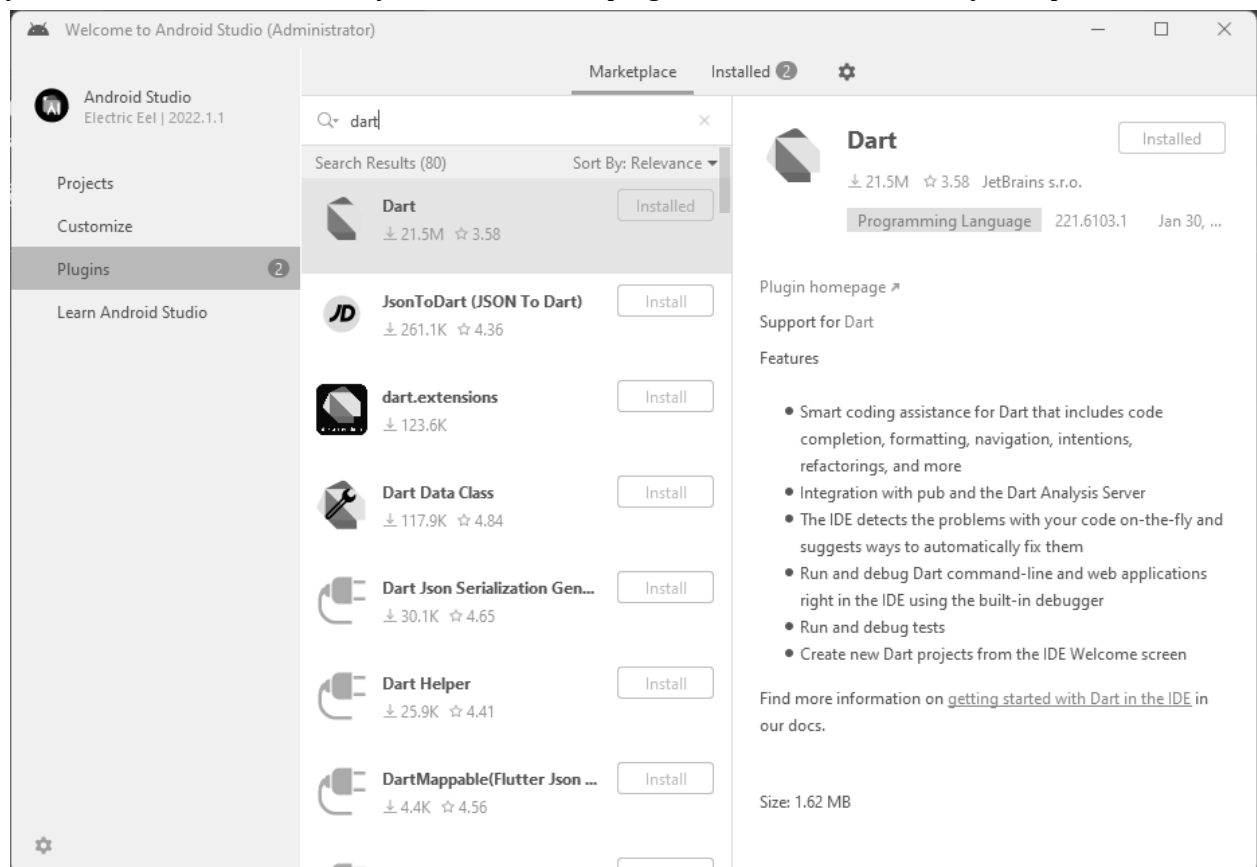 Welcome to Android Studio (Administrator)
Android Studio
Electric Eel | 2022.1.1
Projects
Customize
Plugins 2
Learn Android Studio
Marketplace Installed 2
dart
Search Results (80) Sort By: Relevance
Dart Installed
21.5M 3.58
JD JsonToDart (JSON To Dart) Install
261.1K 4.36
dart.extensions Install
123.6K
Dart Data Class Install
117.9K 4.84
Dart Json Serialization Gen... Install
30.1K 4.65
Dart Helper Install
25.9K 4.41
DartMappable(Flutter Json ... Install
4.4K 4.56
Dart Installed
21.5M 3.58 JetBrains s.r.o.
Programming Language 221.6103.1 Jan 30, ...
Plugin homepage
Support for Dart
Features
• Smart coding assistance for Dart that includes code
completion, formatting, navigation, intentions,
refactorings, and more
• Integration with pub and the Dart Analysis Server
• The IDE detects the problems with your code on-the-fly and
suggests ways to automatically fix them
• Run and debug Dart command-line and web applications
right in the IDE using the built-in debugger
• Run and debug tests
• Create new Dart projects from the IDE Welcome screen
Find more information on getting started with Dart in the IDE in
our docs.
Size: 1.62 MB